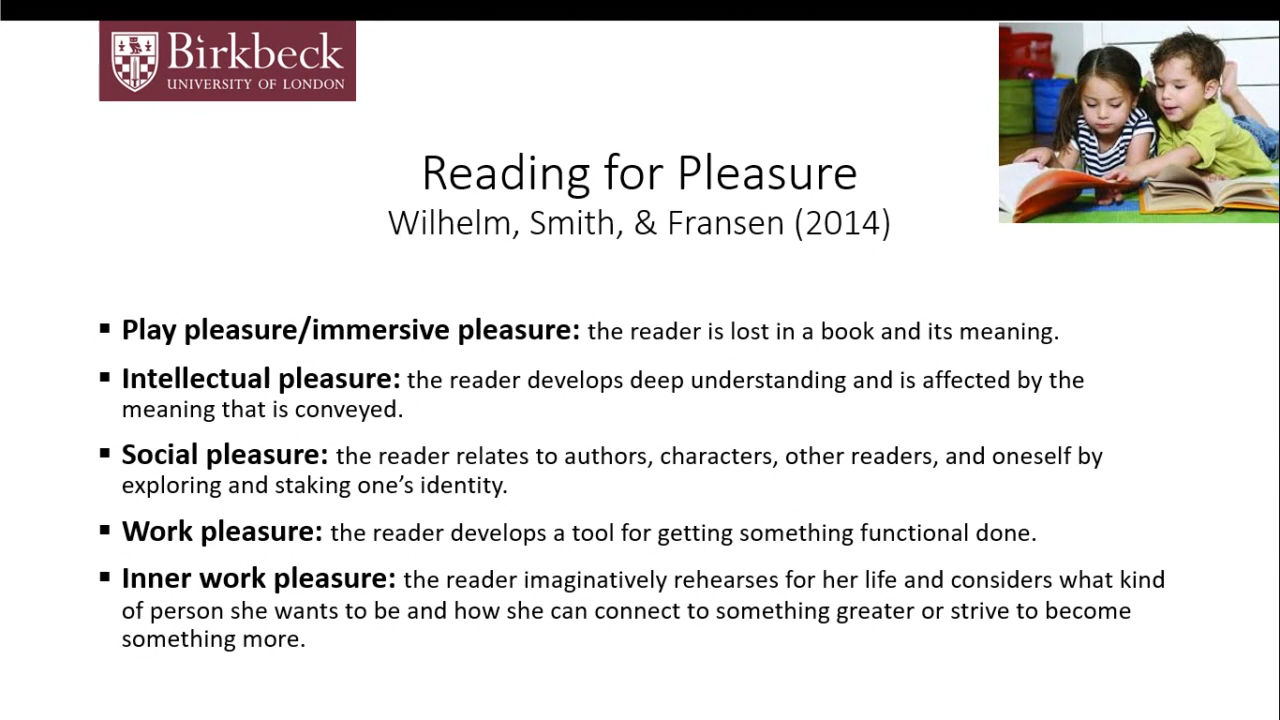 Birkbeck
UNIVERSITY OF LONDON
Reading for Pleasure
Wilhelm, Smith, & Fransen (2014)
▪ Play pleasure/immersive pleasure: the reader is lost in a book and its meaning.
▪ Intellectual pleasure: the reader develops deep understanding and is affected by the
meaning that is conveyed.
▪ Social pleasure: the reader relates to authors, characters, other readers, and oneself by
exploring and staking one’s identity.
▪ Work pleasure: the reader develops a tool for getting something functional done.
▪ Inner work pleasure: the reader imaginatively rehearses for her life and considers what kind
of person she wants to be and how she can connect to something greater or strive to become
something more.